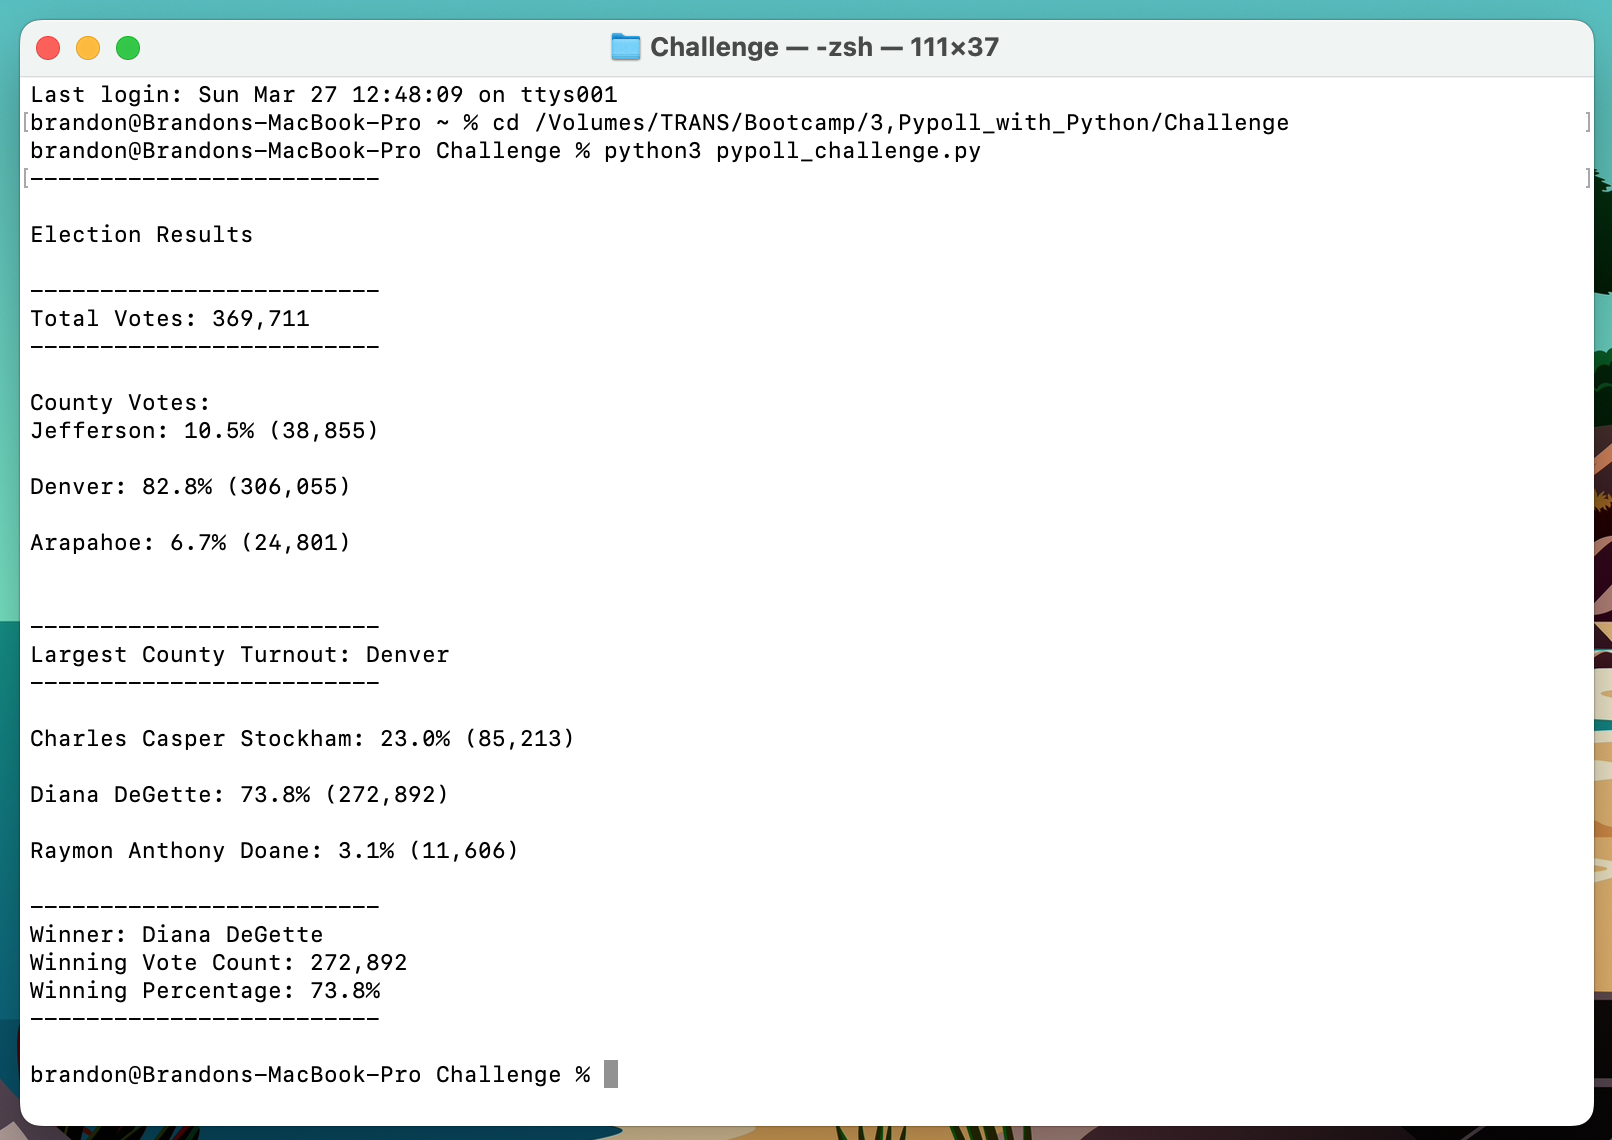 Challenge — -zsh — 111×37
Last login: Sun Mar 27 12:48:09 on ttys001
[brandon@Brandons-MacBook-Pro ~ % cd /Volumes/TRANS/Bootcamp/3,Pypoll_with_Python/Challenge ]
brandon@Brandons-MacBook-Pro Challenge % python3 pypoll_challenge.py
[------------------------- ]
Election Results
-------------------------
Total Votes: 369,711
-------------------------
County Votes:
Jefferson: 10.5% (38,855)
Denver: 82.8% (306,055)
Arapahoe: 6.7% (24,801)
-------------------------
Largest County Turnout: Denver
-------------------------
Charles Casper Stockham: 23.0% (85,213)
Diana DeGette: 73.8% (272,892)
Raymon Anthony Doane: 3.1% (11,606)
-------------------------
Winner: Diana DeGette
Winning Vote Count: 272,892
Winning Percentage: 73.8%
-------------------------
brandon@Brandons-MacBook-Pro Challenge %